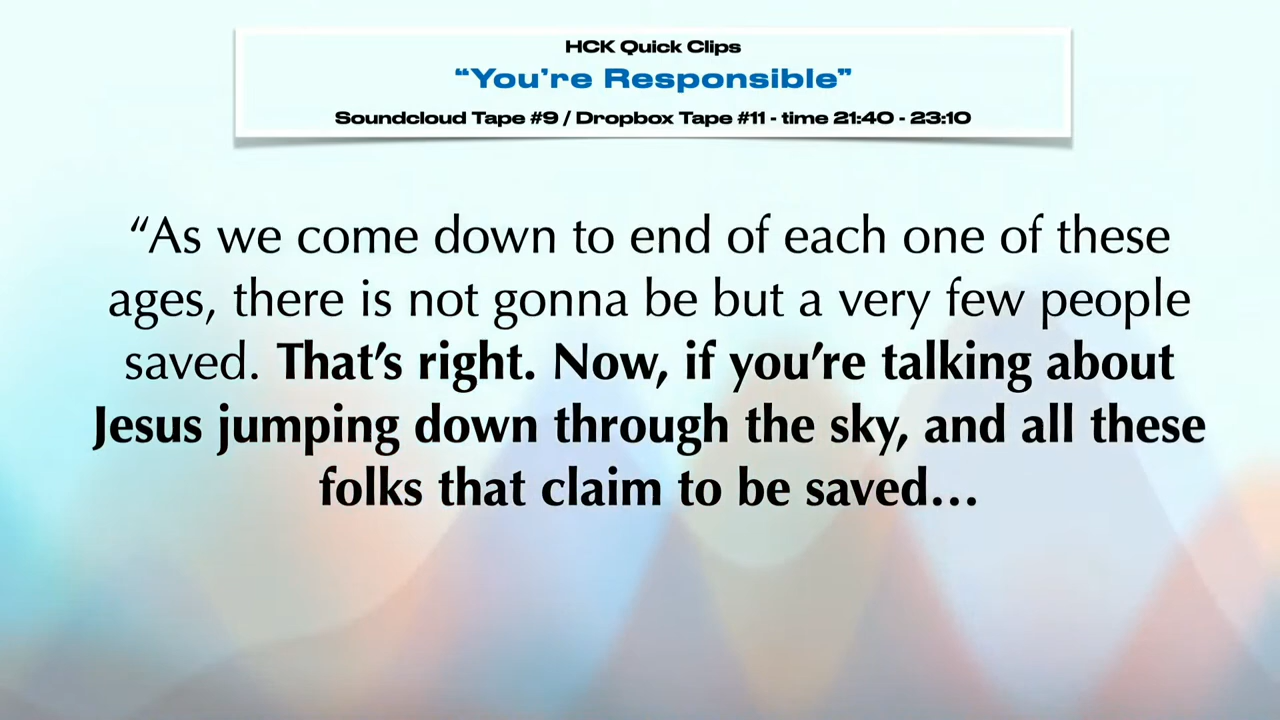 HCK Quick Clips
“You’re Responsible”
Soundcloud Tape #9 / Dropbox Tape #11 - time 21:40 - 23:10
“As we come down to end of each one of these
ages, there is not gonna be but a very few people
saved. That’s right. Now, if you’re talking about
Jesus jumping down through the sky, and all these
folks that claim to be saved…